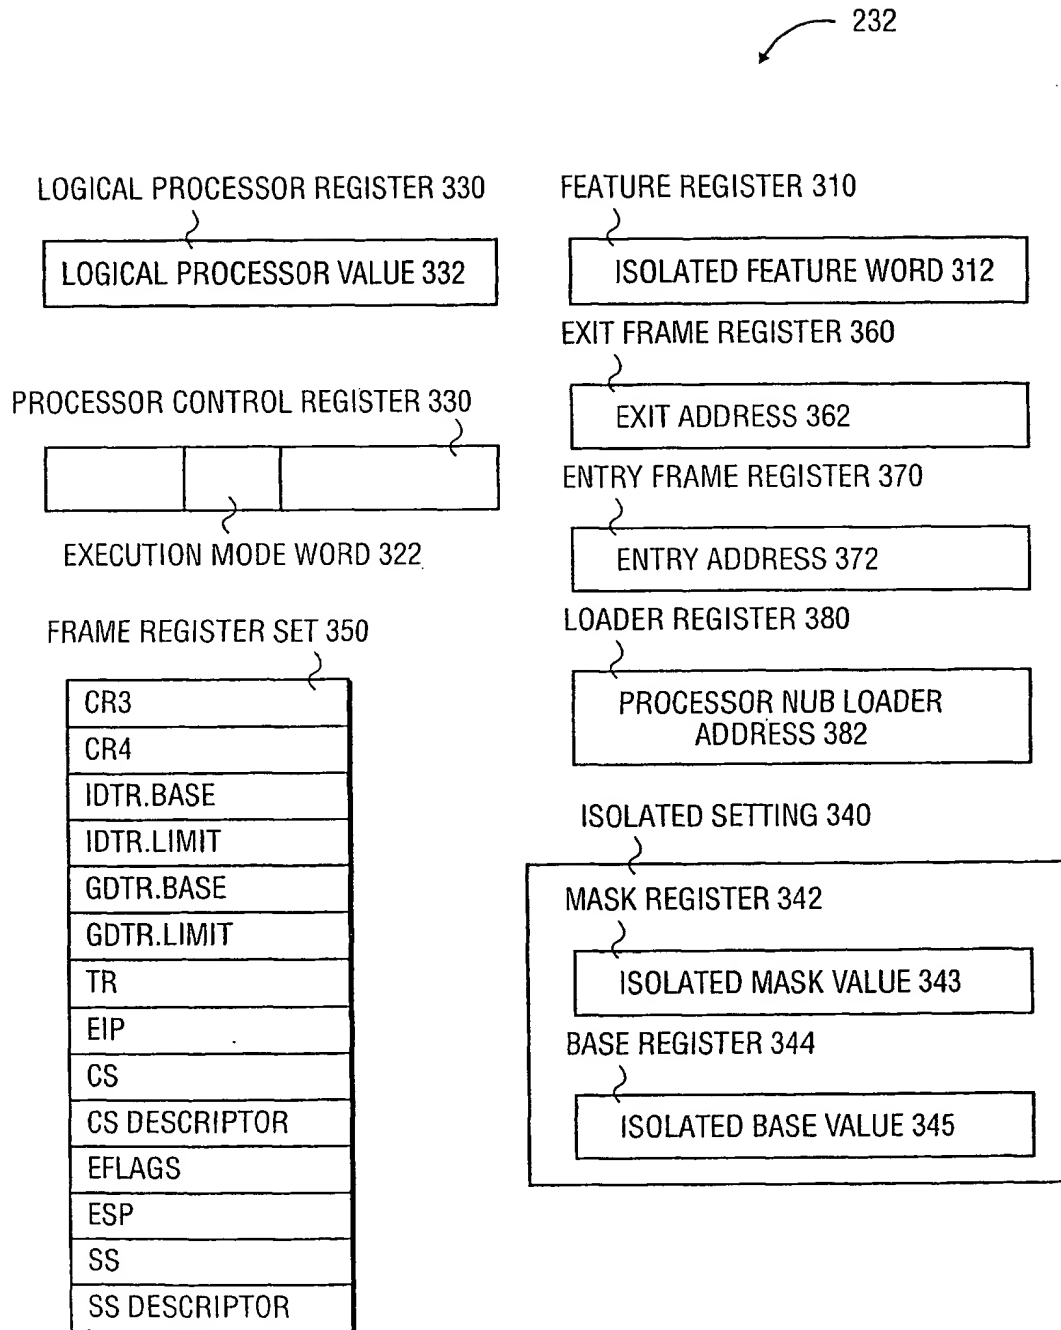 232
LOGICAL PROCESSOR REGISTER 330
LOGICAL PROCESSOR VALUE 332
PROCESSOR CONTROL REGISTER 330
EXECUTION MODE WORD 322
FRAME REGISTER SET 350
CR3
CR4
IDTR.BASE
IDTR.LIMIT
GDTR.BASE
GDTR.LIMIT
TR
EIP
CS
CS DESCRIPTOR
EFLAGS
ESP
SS
SS DESCRIPTOR
FEATURE REGISTER 310
ISOLATED FEATURE WORD 312
EXIT FRAME REGISTER 360
EXIT ADDRESS 362
ENTRY FRAME REGISTER 370
ENTRY ADDRESS 372
LOADER REGISTER 380
PROCESSOR NUB LOADER
ADDRESS 382
ISOLATED SETTING 340
MASK REGISTER 342
ISOLATED MASK VALUE 343
BASE REGISTER 344
ISOLATED BASE VALUE 345